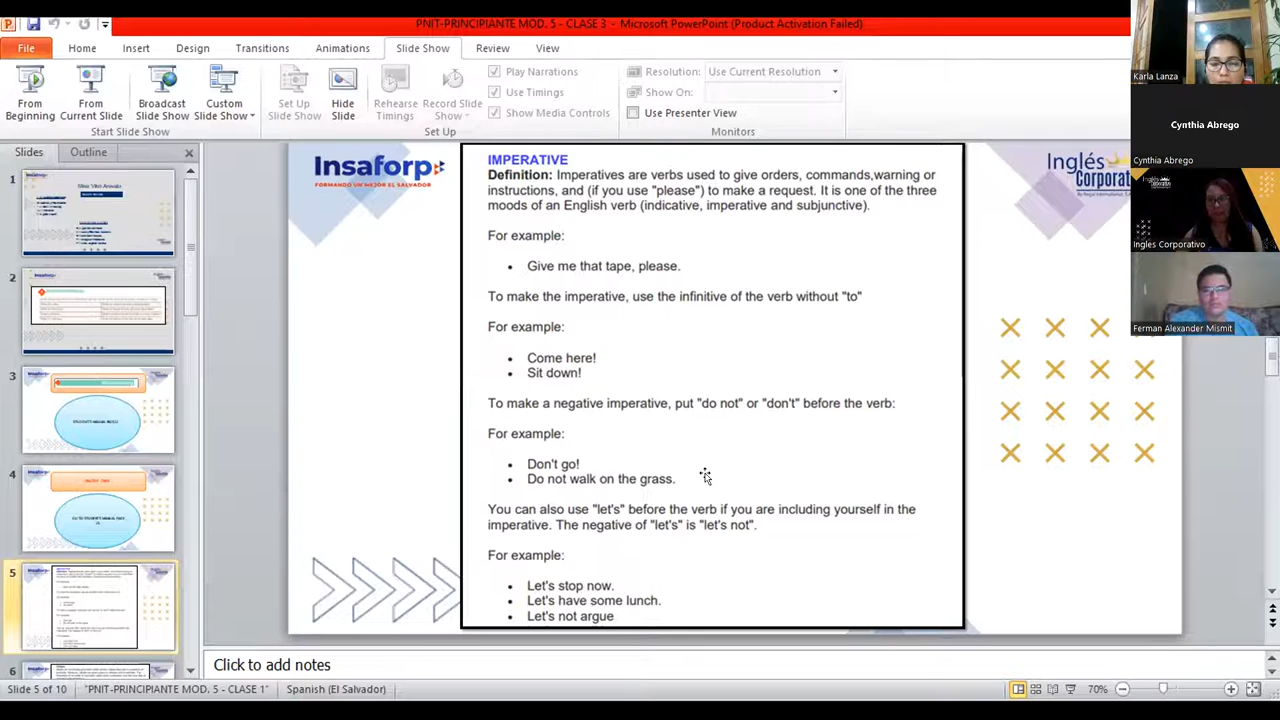 PNIT-PRINCIPIANTE MOD. 5 - CLASE 3 - Microsoft PowerPoint (Product Activation Failed)
File Home Insert Design Transitions Animations Slide Show Review View
From Beginning
From Current Slide
Broadcast Slide Show
Custom Slide Show
Set Up Slide Show
Hide Slide
Rehearse Timings
Record Slide Show
Play Narrations
Use Timings
Show Media Controls
Resolution: Use Current Resolution
Show On:
Use Presenter View
Start Slide Show
Set Up
Monitors
Slides Outline
1
2
3
4
5
6
Insaforp
FORMANDO UN MEJOR EL SALVADOR
Inglés
Corporativo
IMPERATIVE
Definition: Imperatives are verbs used to give orders, commands,warning or
instructions, and (if you use "please") to make a request. It is one of the three
moods of an English verb (indicative, imperative and subjunctive).
For example:
• Give me that tape, please.
To make the imperative, use the infinitive of the verb without "to"
For example:
• Come here!
• Sit down!
To make a negative imperative, put "do not" or "don't" before the verb:
For example:
• Don't go!
• Do not walk on the grass.
You can also use "let's" before the verb if you are including yourself in the
imperative. The negative of "let's" is "let's not".
For example:
• Let's stop now.
• Let's have some lunch.
• Let's not argue
Karla Lanza
Cynthia Abrego
Cynthia Abrego
Ingles Corporativo
Ferman Alexander Mismit
Click to add notes
Slide 5 of 10 "PNIT-PRINCIPIANTE MOD. 5 - CLASE 1" Spanish (El Salvador) 70%